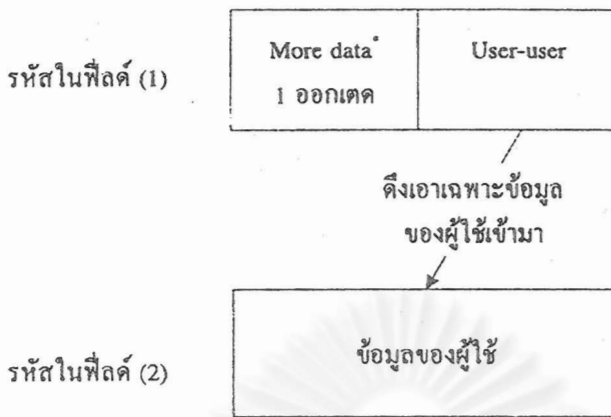 รหัสในฟิลด์ (1)
More data*
1 ออกเตด
User-user
ดึงเอาเฉพาะข้อมูล
ของผู้ใช้เข้ามา
รหัสในฟิลด์ (2)
ข้อมูลของผู้ใช้